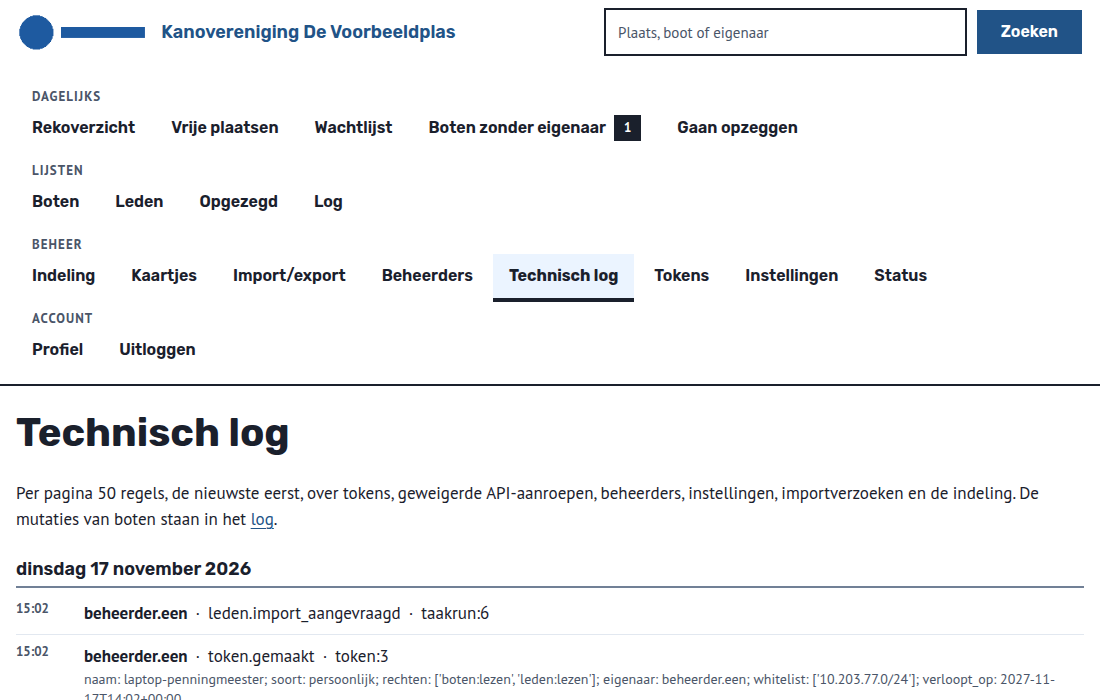 Kanovereniging De Voorbeeldplas
Plaats, boot of eigenaar
Zoeken
DAGELIJKS
Rekoverzicht Vrije plaatsen Wachtlijst Boten zonder eigenaar 1 Gaan opzeggen
LIJSTEN
Boten Leden Opgezegd Log
BEHEER
Indeling Kaartjes Import/export Beheerders Technisch log Tokens Instellingen Status
ACCOUNT
Profiel Uitloggen
Technisch log
Per pagina 50 regels, de nieuwste eerst, over tokens, geweigerde API-aanroepen, beheerders, instellingen, importverzoeken en de indeling. De
mutaties van boten staan in het log.
dinsdag 17 november 2026
15:02 beheerder.een · leden.import_aangevraagd · taakrun:6
15:02 beheerder.een · token.gemaakt · token:3
naam: laptop-penningmeester; soort: persoonlijk; rechten: ['boten:lezen', 'leden:lezen']; eigenaar: beheerder.een; whitelist: ['10.203.77.0/24']; verloopt_op: 2027-11-
17T14:02+00:00